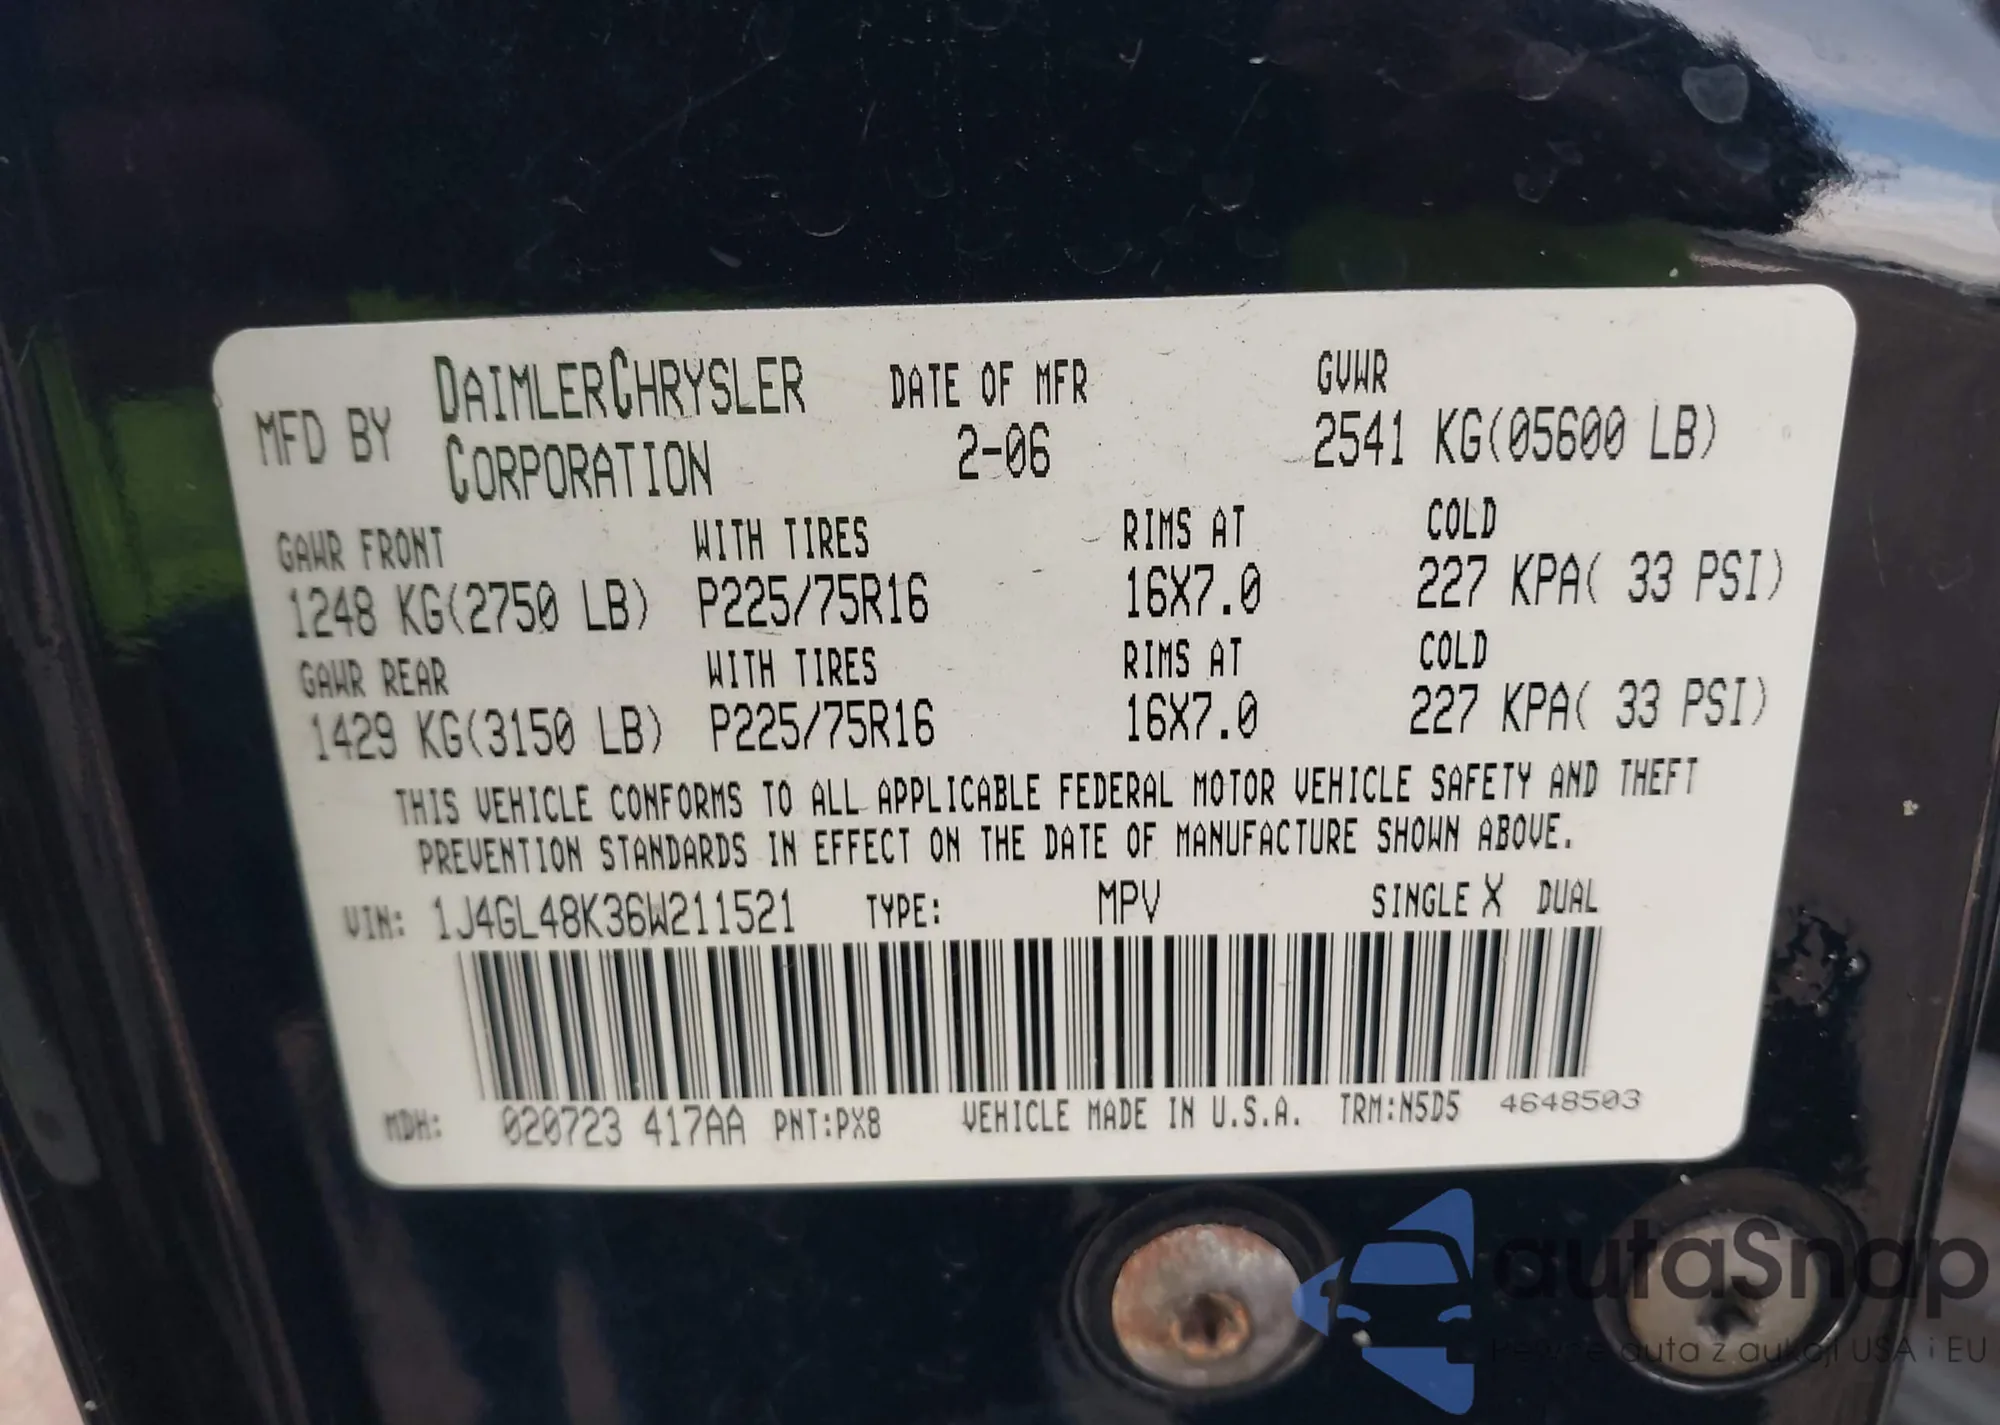 MFD BY DAIMLERCHRYSLER CORPORATION DATE OF MFR 2-06 GVWR 2541 KG(05600 LB)
GAWR FRONT WITH TIRES RIMS AT COLD
1248 KG(2750 LB) P225/75R16 16X7.0 227 KPA( 33 PSI)
GAWR REAR WITH TIRES RIMS AT COLD
1429 KG(3150 LB) P225/75R16 16X7.0 227 KPA( 33 PSI)
THIS VEHICLE CONFORMS TO ALL APPLICABLE FEDERAL MOTOR VEHICLE SAFETY AND THEFT
PREVENTION STANDARDS IN EFFECT ON THE DATE OF MANUFACTURE SHOWN ABOVE.
VIN: 1J4GL48K36W211521 TYPE: MPV SINGLE X DUAL
MDH: 020723 417AA PNT:PX8 VEHICLE MADE IN U.S.A. TRM:N5D5 4648503
autaSnap
auta z aukcji USA i EU